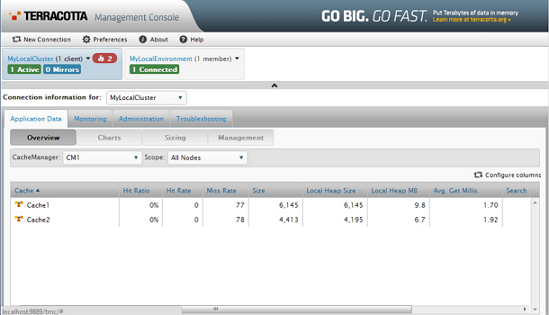 TERRACOTTA Management Console GO BIG. GO FAST. Put Terabytes of data in memory
Learn more at terracotta.org »
New Connection Preferences About Help
MyLocalCluster (1 client) 2 MyLocalEnvironment (1 member)
1 Active 0 Mirrors 1 Connected
Connection information for: MyLocalCluster
Application Data Monitoring Administration Troubleshooting
Overview Charts Sizing Management
CacheManager: CM1 Scope: All Nodes
Configure columns
Cache Hit Ratio Hit Rate Miss Rate Size Local Heap Size Local Heap MB Avg. Get Millis. Search
Cache1 0% 0 77 6,145 6,145 9.8 1.70
Cache2 0% 0 78 4,413 4,195 6.7 1.92
localhost:9889/tmc/#